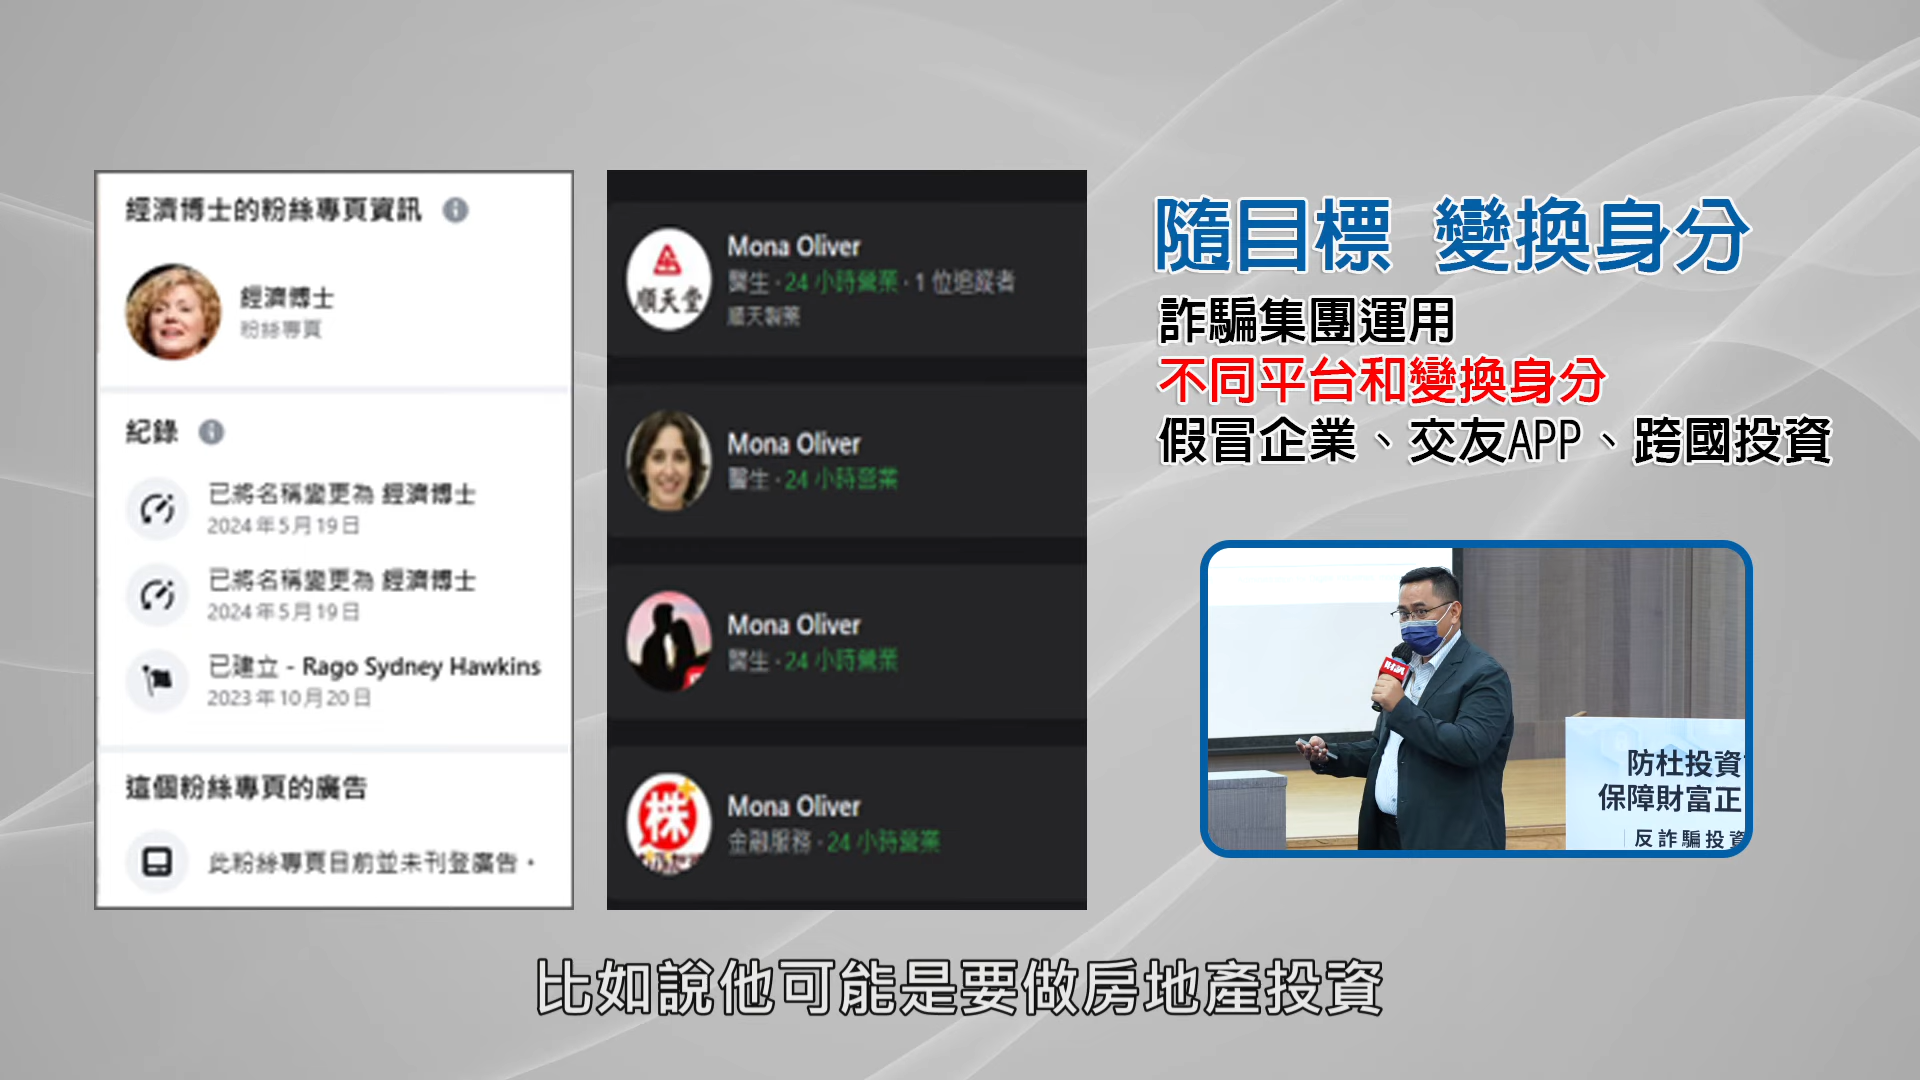 經濟博士的粉絲專頁資訊
經濟博士
粉絲專頁
紀錄
已將名稱變更為 經濟博士
2024年5月19日
已將名稱變更為 經濟博士
2024年5月19日
已建立 - Rago Sydney Hawkins
2023年10月20日
這個粉絲專頁的廣告
此粉絲專頁目前並未刊登廣告。
順天堂
Mona Oliver
醫生·24 小時營業·1 位追蹤者
順天製藥
Mona Oliver
醫生·24 小時營業
Mona Oliver
醫生·24 小時營業
株
Mona Oliver
金融服務·24 小時營業
隨目標 變換身分
詐騙集團運用
不同平台和變換身分
假冒企業、交友APP、跨國投資
財訊
防杜投資
保障財富正
反詐騙投資
比如說他可能是要做房地產投資